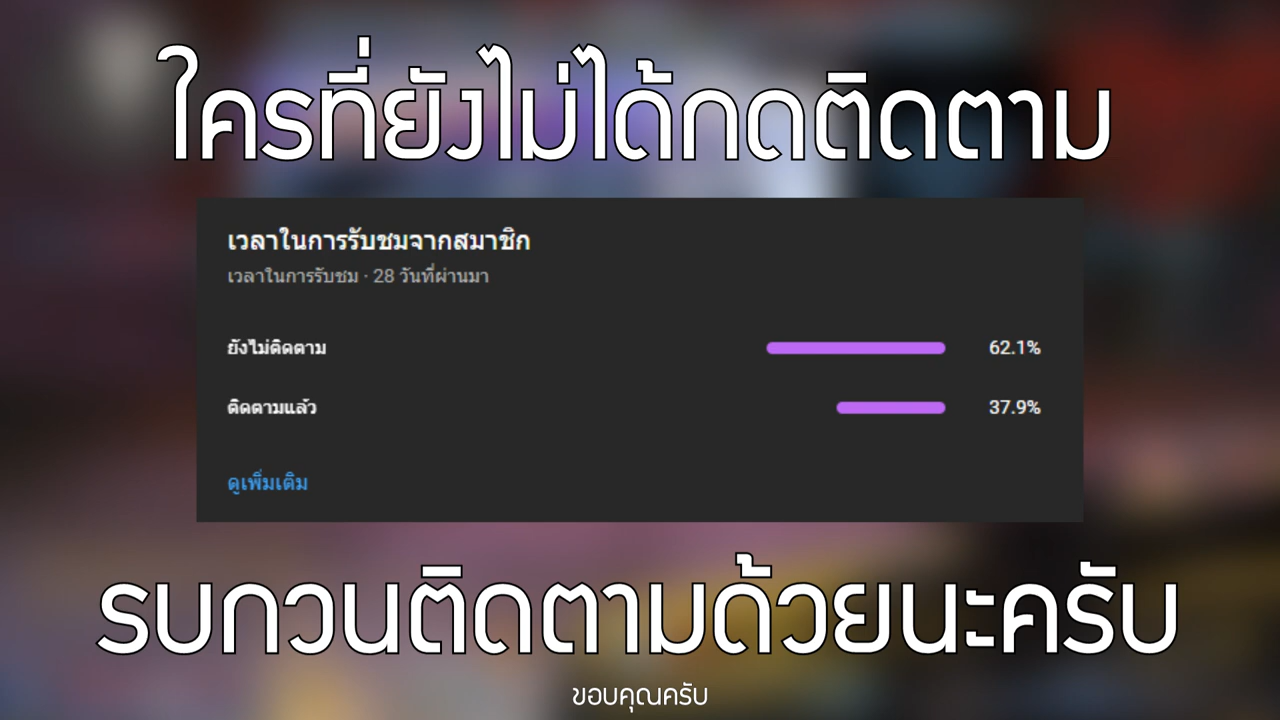 ใครที่ยังไม่ได้กดติดตาม
เวลาในการรับชมจากสมาชิก
เวลาในการรับชม · 28 วันที่ผ่านมา
ยังไม่ติดตาม 62.1%
ติดตามแล้ว 37.9%
ดูเพิ่มเติม
รบกวนติดตามด้วยนะครับ
ขอบคุณครับ